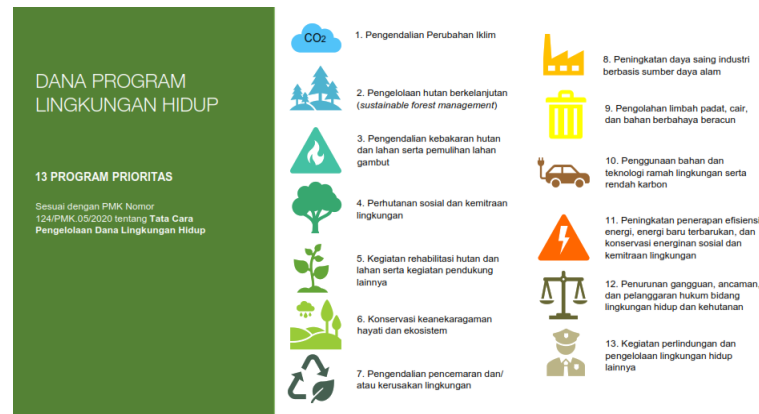 DANA PROGRAM
LINGKUNGAN HIDUP
13 PROGRAM PRIORITAS
Sesuai dengan PMK Nomor
124/PMK.05/2020 tentang Tata Cara
Pengelolaan Dana Lingkungan Hidup
CO2
1. Pengendalian Perubahan Iklim
2. Pengelolaan hutan berkelanjutan
(sustainable forest management)
3. Pengendalian kebakaran hutan
dan lahan serta pemulihan lahan
gambut
4. Perhutanan sosial dan kemitraan
lingkungan
5. Kegiatan rehabilitasi hutan dan
lahan serta kegiatan pendukung
lainnya
6. Konservasi keanekaragaman
hayati dan ekosistem
7. Pengendalian pencemaran dan/
atau kerusakan lingkungan
8. Peningkatan daya saing industri
berbasis sumber daya alam
9. Pengolahan limbah padat, cair,
dan bahan berbahaya beracun
10. Penggunaan bahan dan
teknologi ramah lingkungan serta
rendah karbon
11. Peningkatan penerapan efisiensi
energi, energi baru terbarukan, dan
konservasi energinan sosial dan
kemitraan lingkungan
12. Penurunan gangguan, ancaman,
dan pelanggaran hukum bidang
lingkungan hidup dan kehutanan
13. Kegiatan perlindungan dan
pengelolaan lingkungan hidup
lainnya